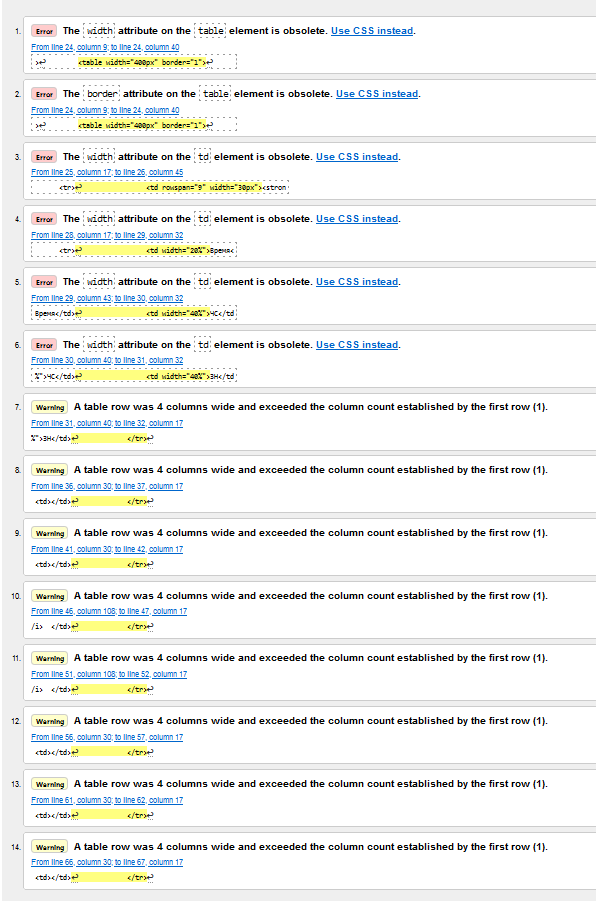 1. Error The width attribute on the table element is obsolete. Use CSS instead.
From line 24, column 9; to line 24, column 40
>↩ <table width="400px" border="1">↩
2. Error The border attribute on the table element is obsolete. Use CSS instead.
From line 24, column 9; to line 24, column 40
>↩ <table width="400px" border="1">↩
3. Error The width attribute on the td element is obsolete. Use CSS instead.
From line 25, column 17; to line 26, column 45
<tr>↩ <td rowspan="9" width="30px"><stron
4. Error The width attribute on the td element is obsolete. Use CSS instead.
From line 28, column 17; to line 29, column 32
<tr>↩ <td width="20%">Время<
5. Error The width attribute on the td element is obsolete. Use CSS instead.
From line 29, column 43; to line 30, column 32
Время</td>↩ <td width="40%">ЧС</td
6. Error The width attribute on the td element is obsolete. Use CSS instead.
From line 30, column 40; to line 31, column 32
%">ЧС</td>↩ <td width="40%">ЗН</td
7. Warning A table row was 4 columns wide and exceeded the column count established by the first row (1).
From line 31, column 40; to line 32, column 17
%">ЗН</td>↩ </tr>↩
8. Warning A table row was 4 columns wide and exceeded the column count established by the first row (1).
From line 36, column 30; to line 37, column 17
<td></td>↩ </tr>↩
9. Warning A table row was 4 columns wide and exceeded the column count established by the first row (1).
From line 41, column 30; to line 42, column 17
<td></td>↩ </tr>↩
10. Warning A table row was 4 columns wide and exceeded the column count established by the first row (1).
From line 46, column 108; to line 47, column 17
/i> </td>↩ </tr>↩
11. Warning A table row was 4 columns wide and exceeded the column count established by the first row (1).
From line 51, column 108; to line 52, column 17
/i> </td>↩ </tr>↩
12. Warning A table row was 4 columns wide and exceeded the column count established by the first row (1).
From line 56, column 30; to line 57, column 17
<td></td>↩ </tr>↩
13. Warning A table row was 4 columns wide and exceeded the column count established by the first row (1).
From line 61, column 30; to line 62, column 17
<td></td>↩ </tr>↩
14. Warning A table row was 4 columns wide and exceeded the column count established by the first row (1).
From line 66, column 30; to line 67, column 17
<td></td>↩ </tr>↩